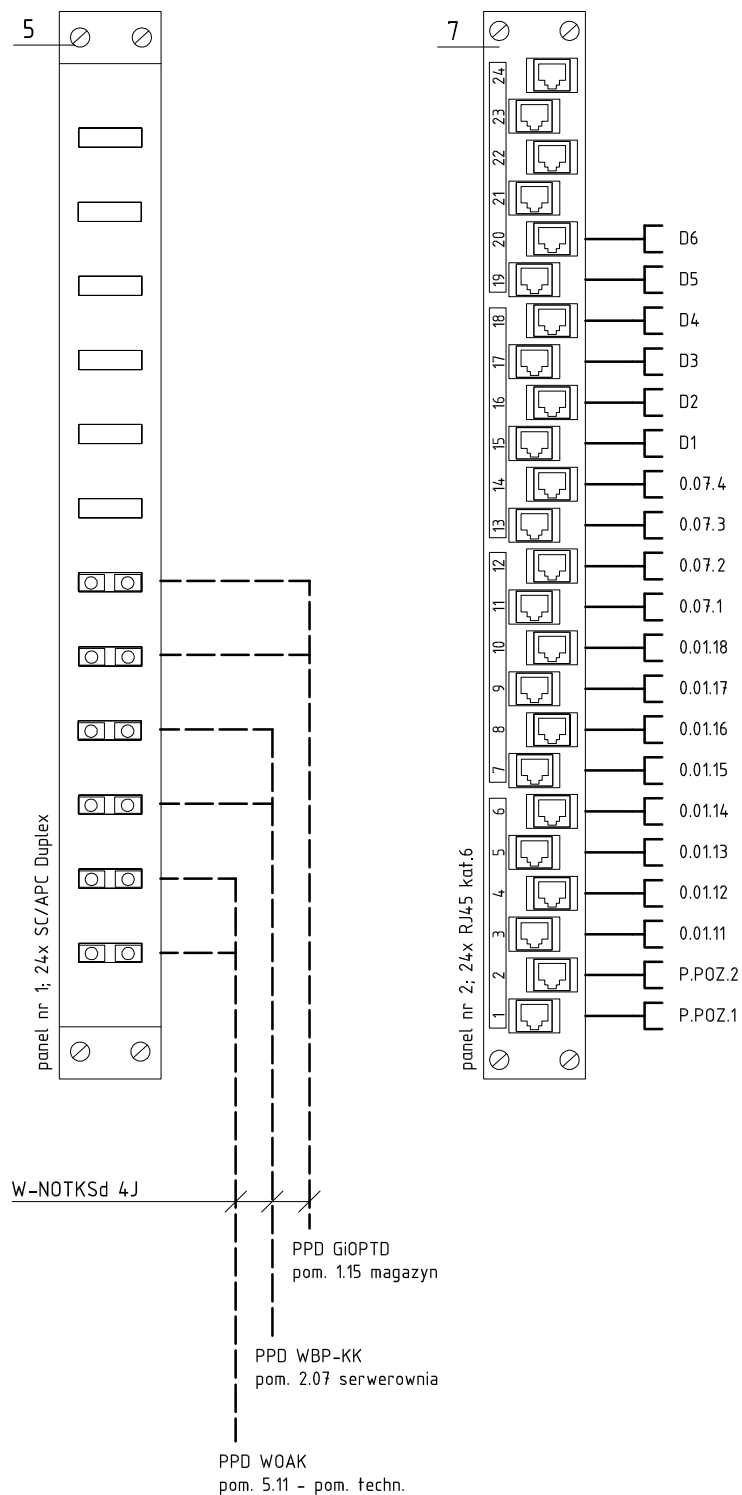 5
panel nr 1; 24x SC/APC Duplex
W-NOTKSd 4J
PPD GiOPTD
pom. 1.15 magazyn
PPD WBP-KK
pom. 2.07 serwerownia
PPD WOAK
pom. 5.11 - pom. techn.
7
panel nr 2; 24x RJ45 kat.6
24
23
22
21
20 D6
19 D5
18 D4
17 D3
16 D2
15 D1
14 0.07.4
13 0.07.3
12 0.07.2
11 0.07.1
10 0.01.18
9 0.01.17
8 0.01.16
7 0.01.15
6 0.01.14
5 0.01.13
4 0.01.12
3 0.01.11
2 P.POZ.2
1 P.POZ.1